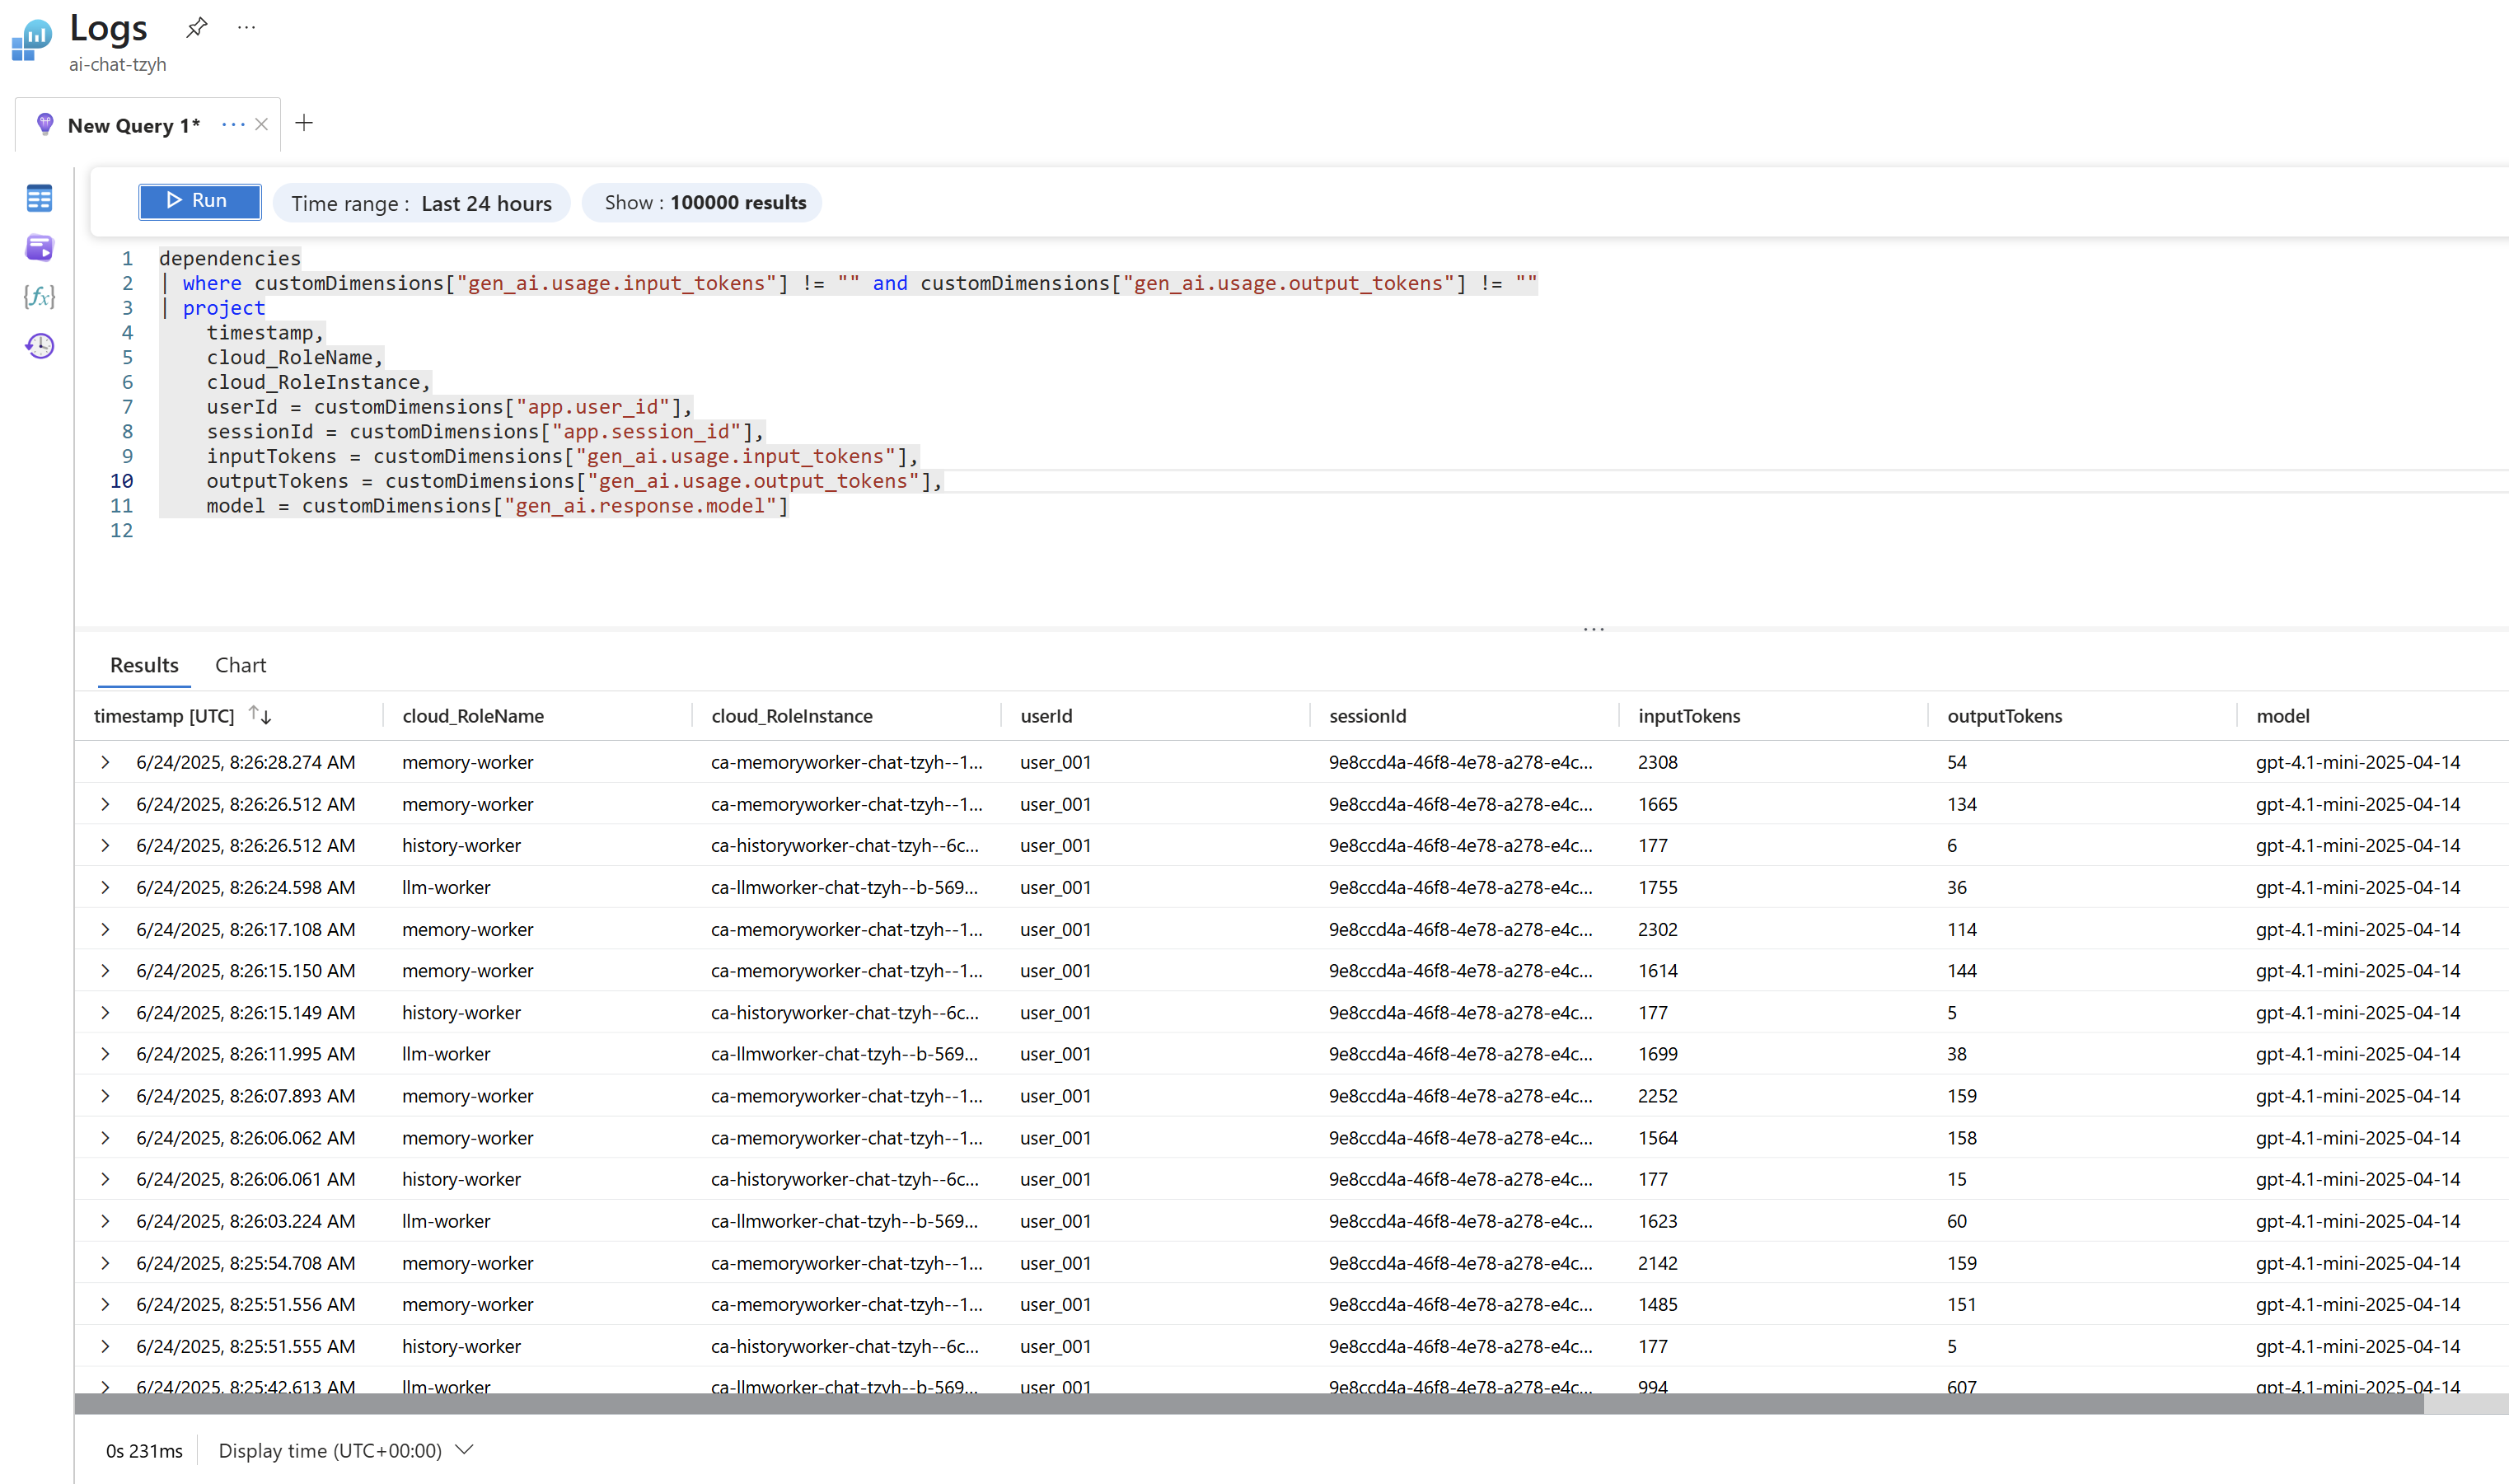 Logs
ai-chat-tzyh
New Query 1*
Run Time range : Last 24 hours Show : 100000 results
1 dependencies
2 | where customDimensions["gen_ai.usage.input_tokens"] != "" and customDimensions["gen_ai.usage.output_tokens"] != ""
3 | project
4 timestamp,
5 cloud_RoleName,
6 cloud_RoleInstance,
7 userId = customDimensions["app.user_id"],
8 sessionId = customDimensions["app.session_id"],
9 inputTokens = customDimensions["gen_ai.usage.input_tokens"],
10 outputTokens = customDimensions["gen_ai.usage.output_tokens"],
11 model = customDimensions["gen_ai.response.model"]
12
Results Chart
timestamp [UTC] cloud_RoleName cloud_RoleInstance userId sessionId inputTokens outputTokens model
6/24/2025, 8:26:28.274 AM memory-worker ca-memoryworker-chat-tzyh--1... user_001 9e8ccd4a-46f8-4e78-a278-e4c... 2308 54 gpt-4.1-mini-2025-04-14
6/24/2025, 8:26:26.512 AM memory-worker ca-memoryworker-chat-tzyh--1... user_001 9e8ccd4a-46f8-4e78-a278-e4c... 1665 134 gpt-4.1-mini-2025-04-14
6/24/2025, 8:26:26.512 AM history-worker ca-historyworker-chat-tzyh--6c... user_001 9e8ccd4a-46f8-4e78-a278-e4c... 177 6 gpt-4.1-mini-2025-04-14
6/24/2025, 8:26:24.598 AM llm-worker ca-llmworker-chat-tzyh--b-569... user_001 9e8ccd4a-46f8-4e78-a278-e4c... 1755 36 gpt-4.1-mini-2025-04-14
6/24/2025, 8:26:17.108 AM memory-worker ca-memoryworker-chat-tzyh--1... user_001 9e8ccd4a-46f8-4e78-a278-e4c... 2302 114 gpt-4.1-mini-2025-04-14
6/24/2025, 8:26:15.150 AM memory-worker ca-memoryworker-chat-tzyh--1... user_001 9e8ccd4a-46f8-4e78-a278-e4c... 1614 144 gpt-4.1-mini-2025-04-14
6/24/2025, 8:26:15.149 AM history-worker ca-historyworker-chat-tzyh--6c... user_001 9e8ccd4a-46f8-4e78-a278-e4c... 177 5 gpt-4.1-mini-2025-04-14
6/24/2025, 8:26:11.995 AM llm-worker ca-llmworker-chat-tzyh--b-569... user_001 9e8ccd4a-46f8-4e78-a278-e4c... 1699 38 gpt-4.1-mini-2025-04-14
6/24/2025, 8:26:07.893 AM memory-worker ca-memoryworker-chat-tzyh--1... user_001 9e8ccd4a-46f8-4e78-a278-e4c... 2252 159 gpt-4.1-mini-2025-04-14
6/24/2025, 8:26:06.062 AM memory-worker ca-memoryworker-chat-tzyh--1... user_001 9e8ccd4a-46f8-4e78-a278-e4c... 1564 158 gpt-4.1-mini-2025-04-14
6/24/2025, 8:26:06.061 AM history-worker ca-historyworker-chat-tzyh--6c... user_001 9e8ccd4a-46f8-4e78-a278-e4c... 177 15 gpt-4.1-mini-2025-04-14
6/24/2025, 8:26:03.224 AM llm-worker ca-llmworker-chat-tzyh--b-569... user_001 9e8ccd4a-46f8-4e78-a278-e4c... 1623 60 gpt-4.1-mini-2025-04-14
6/24/2025, 8:25:54.708 AM memory-worker ca-memoryworker-chat-tzyh--1... user_001 9e8ccd4a-46f8-4e78-a278-e4c... 2142 159 gpt-4.1-mini-2025-04-14
6/24/2025, 8:25:51.556 AM memory-worker ca-memoryworker-chat-tzyh--1... user_001 9e8ccd4a-46f8-4e78-a278-e4c... 1485 151 gpt-4.1-mini-2025-04-14
6/24/2025, 8:25:51.555 AM history-worker ca-historyworker-chat-tzyh--6c... user_001 9e8ccd4a-46f8-4e78-a278-e4c... 177 5 gpt-4.1-mini-2025-04-14
6/24/2025, 8:25:42.613 AM llm-worker ca-llmworker-chat-tzyh--b-569... user_001 9e8ccd4a-46f8-4e78-a278-e4c... 994 607 gpt-4.1-mini-2025-04-14
0s 231ms Display time (UTC+00:00)